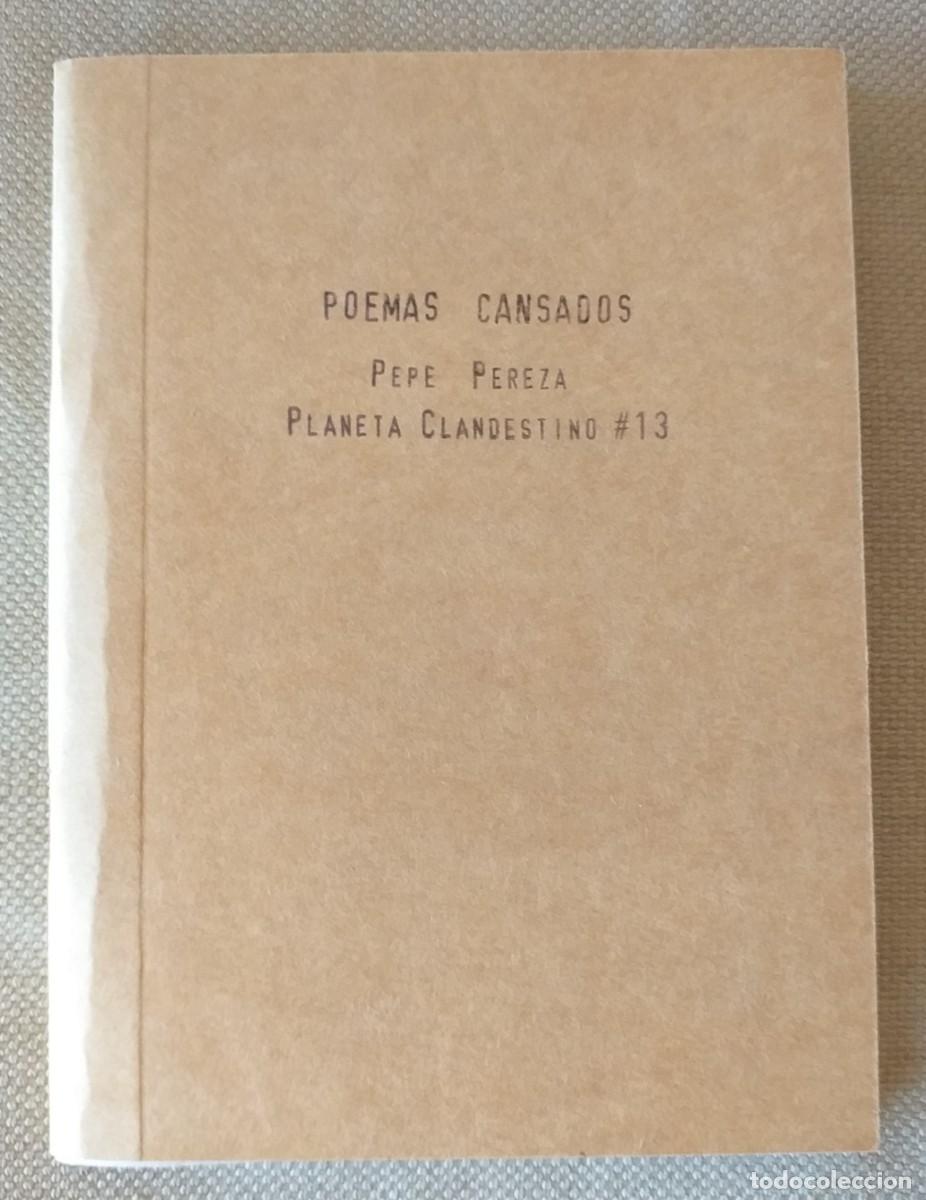 POEMAS CANSADOS
PEPE PEREZA
PLANETA CLANDESTINO #13
todocoleccion